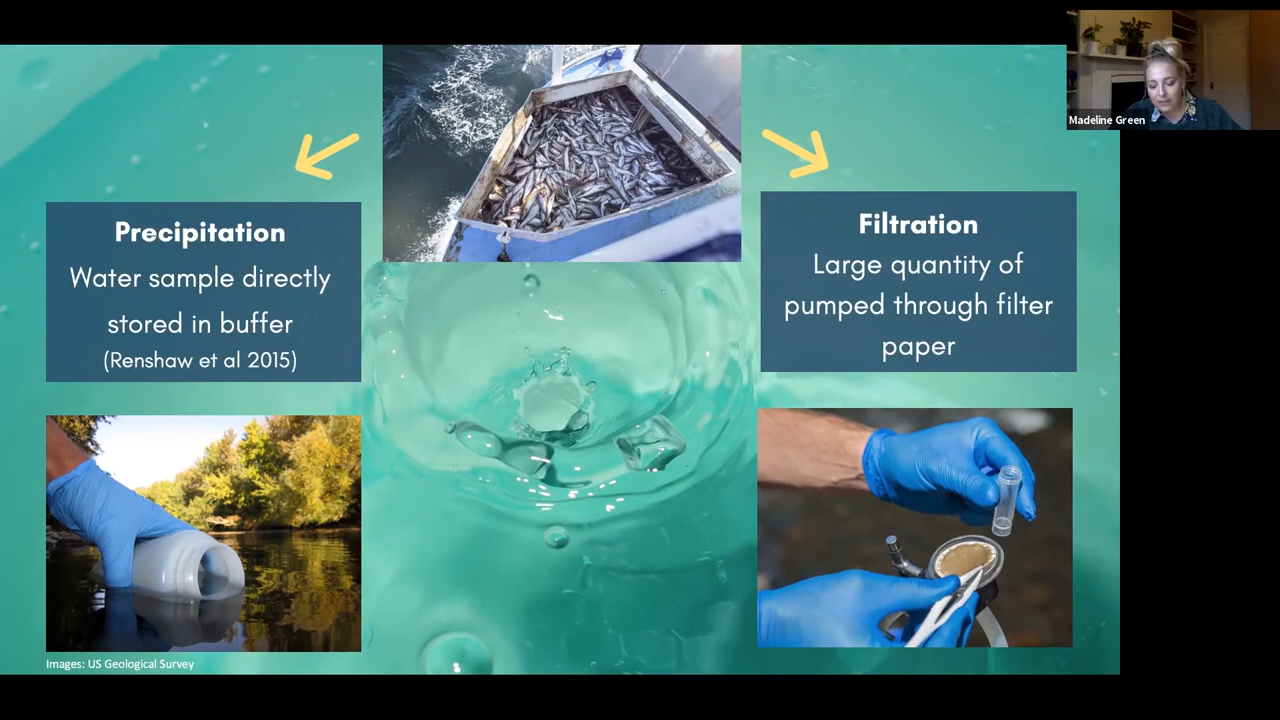 Madeline Green
Precipitation
Water sample directly
stored in buffer
(Renshaw et al 2015)
Filtration
Large quantity of
pumped through filter
paper
Images: US Geological Survey